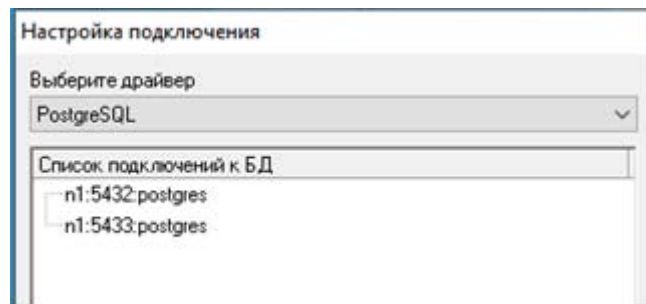 Настройка подключения
Выберите драйвер
PostgreSQL
Список подключений к БД
n1:5432:postgres
n1:5433:postgres